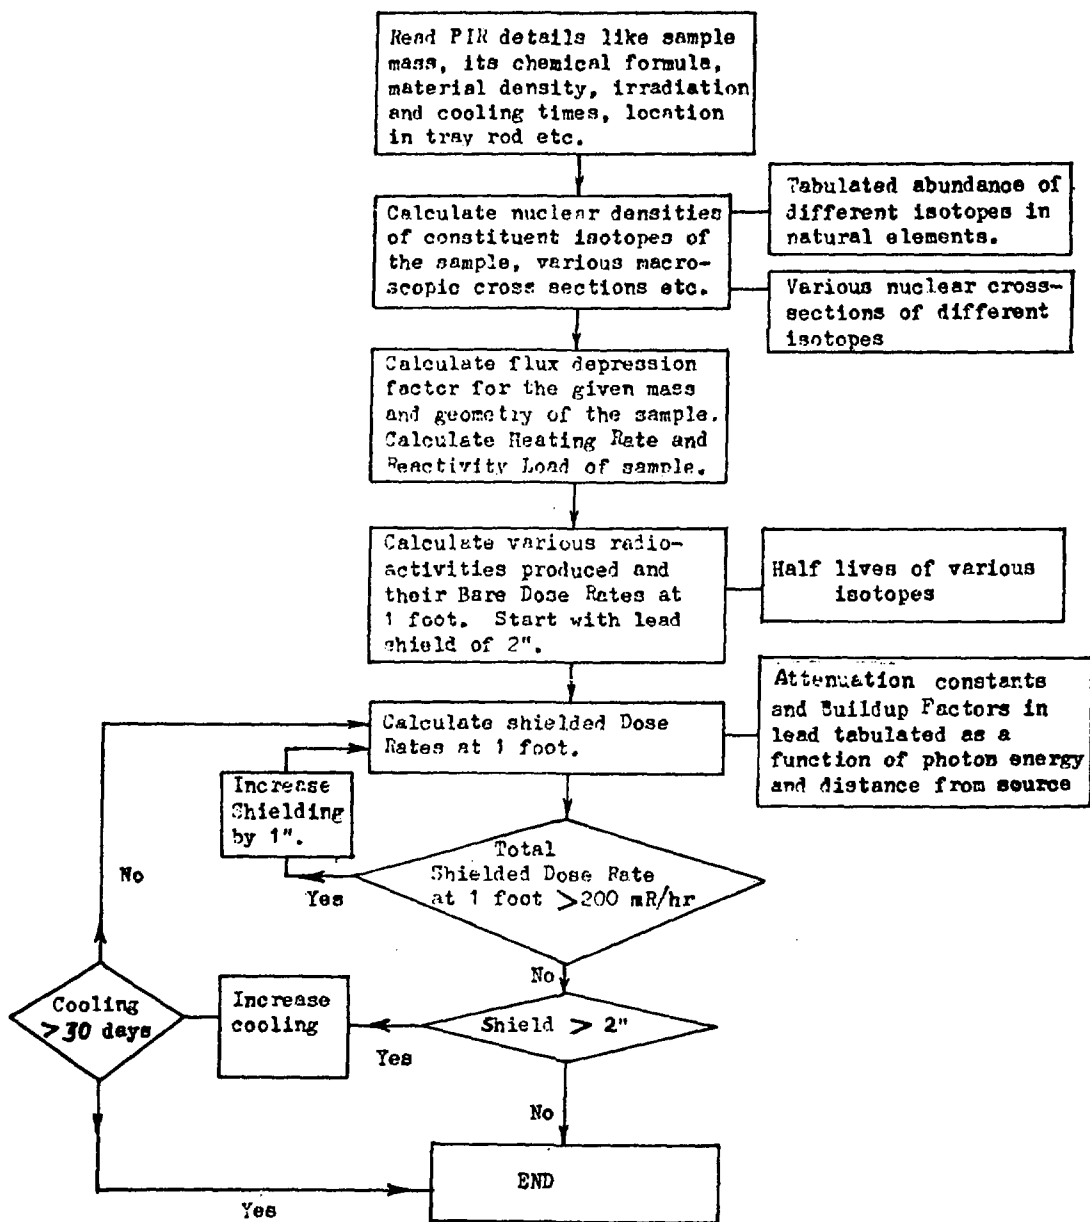 Read PIR details like sample
mass, its chemical formula,
material density, irradiation
and cooling times, location
in tray rod etc.
Calculate nuclear densities
of constituent isotopes of
the sample, various macro-
scopic cross sections etc.
Tabulated abundance of
different isotopes in
natural elements.
Various nuclear cross-
sections of different
isotopes
Calculate flux depression
factor for the given mass
and geometry of the sample.
Calculate Heating Rate and
Reactivity Load of sample.
Calculate various radio-
activities produced and
their Bare Dose Rates at
1 foot. Start with lead
shield of 2".
Half lives of various
isotopes
Calculate shielded Dose
Rates at 1 foot.
Attenuation constants
and Buildup Factors in
lead tabulated as a
function of photon energy
and distance from source
Increase
Shielding
by 1".
Total
Shielded Dose Rate
at 1 foot >200 mR/hr
Yes
No
No
Shield > 2"
Yes
Increase
cooling
Cooling
>30 days
No
END
Yes